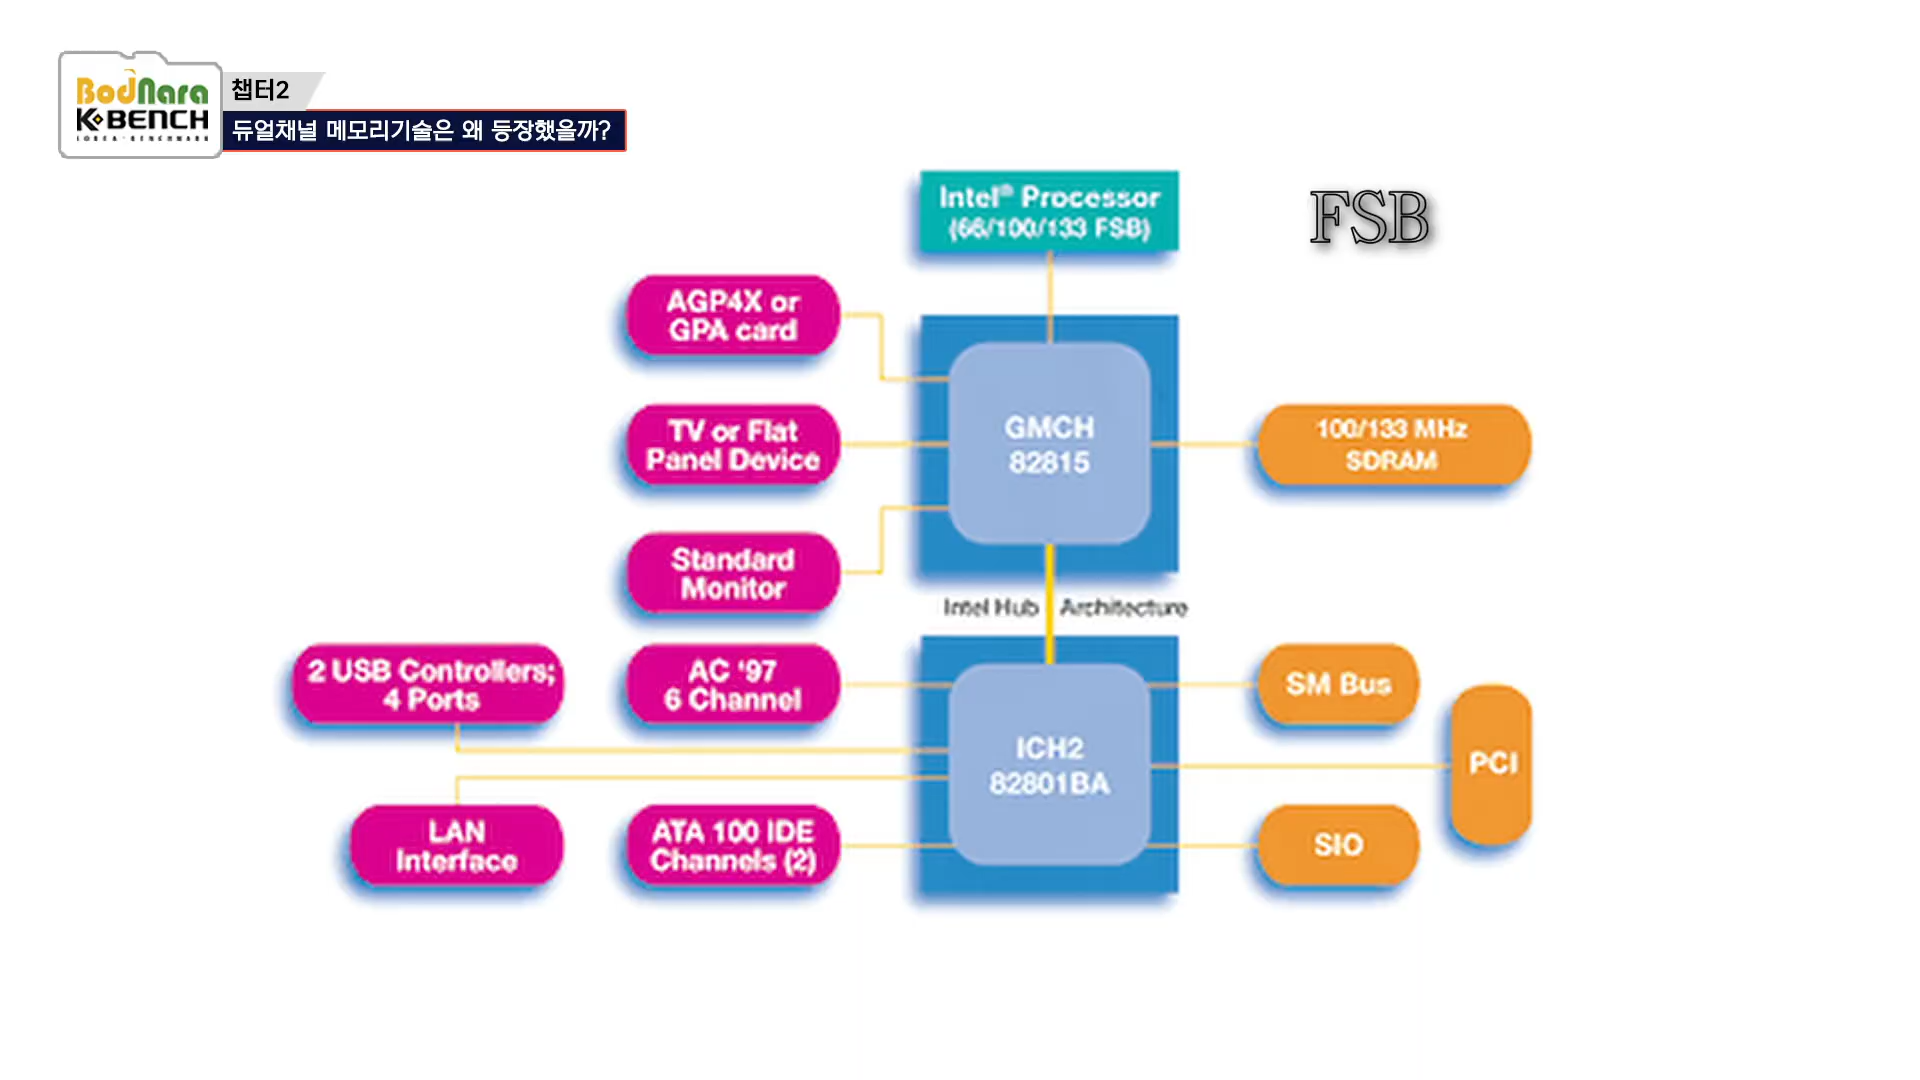 BodNara
K-BENCH
KOREA · BENCHMARK
챕터2
듀얼채널 메모리기술은 왜 등장했을까?
Intel® Processor
(66/100/133 FSB)
FSB
AGP4X or
GPA card
TV or Flat
Panel Device
GMCH
82815
100/133 MHz
SDRAM
Standard
Monitor
Intel Hub Architecture
2 USB Controllers;
4 Ports
AC ‘97
6 Channel
SM Bus
ICH2
82801BA
PCI
LAN
Interface
ATA 100 IDE
Channels (2)
SIO